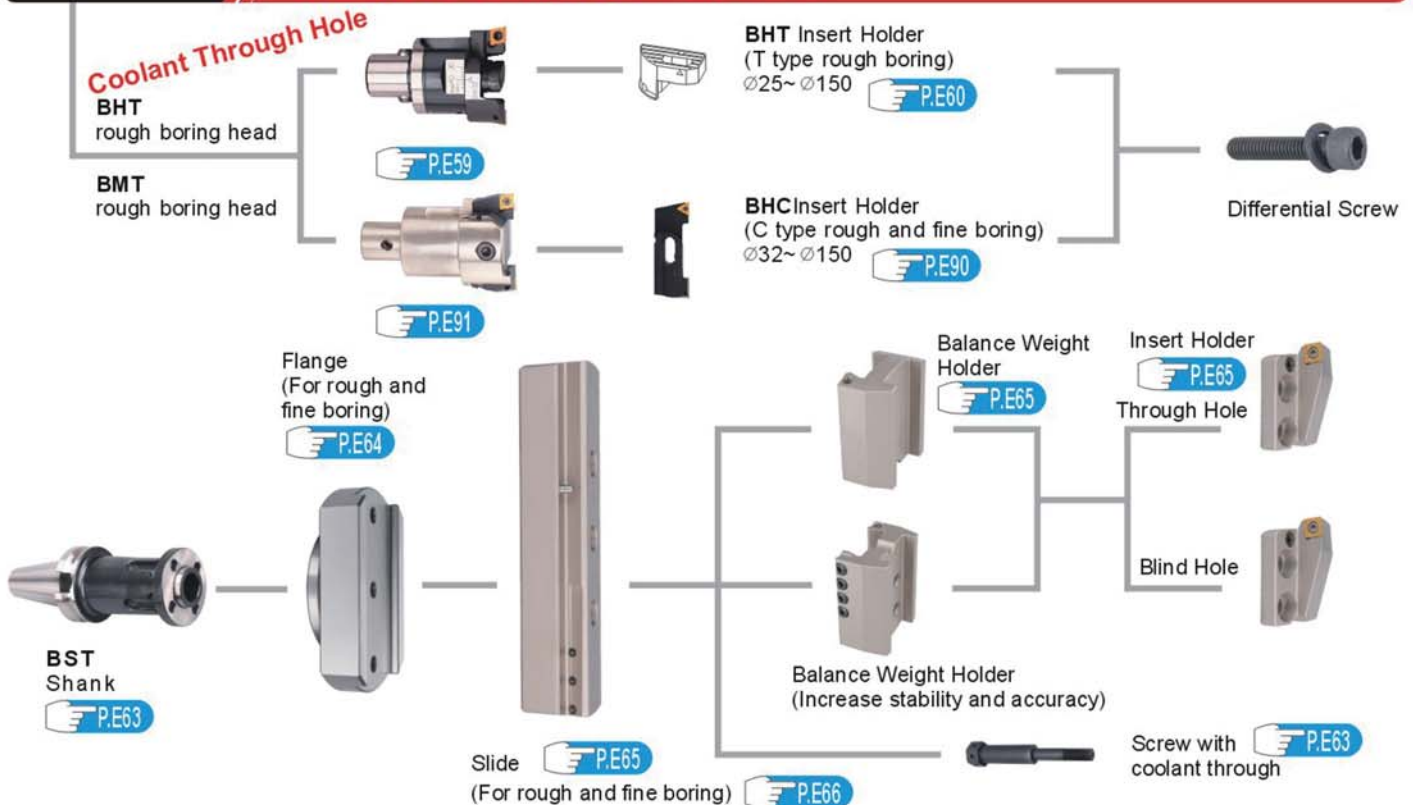 Coolant Through Hole
BHT
rough boring head
P.E59
BHT Insert Holder
(T type rough boring)
∅25~ ∅150
P.E60
BMT
rough boring head
P.E91
BHCInsert Holder
(C type rough and fine boring)
∅32~ ∅150
P.E90
Differential Screw
Flange
(For rough and
fine boring)
P.E64
Balance Weight
Holder
P.E65
Insert Holder
P.E65
Through Hole
Blind Hole
BST
Shank
P.E63
Balance Weight Holder
(Increase stability and accuracy)
Slide
P.E65
(For rough and fine boring)
P.E66
Screw with
coolant through
P.E63